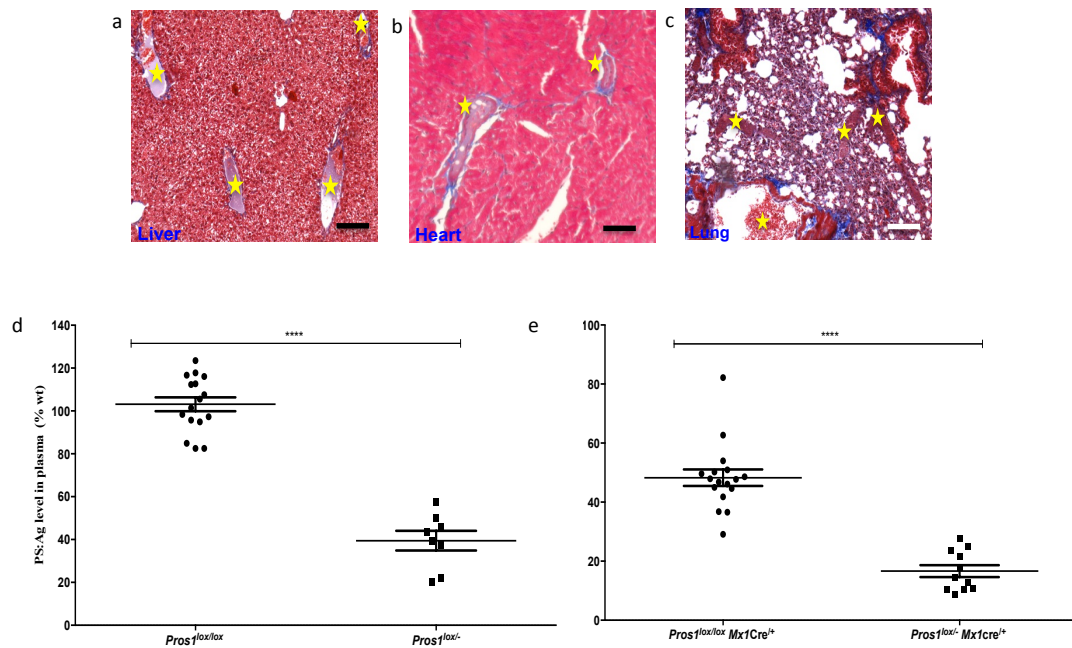 a
b
c
Liver
Heart
Lung
d
e
****
****
PS:Ag level in plasma (% wt)
140
120
100
80
60
40
20
0
100
80
60
40
20
0
Pros1lox/lox
Pros1lox/-
Pros1lox/lox Mx1Cre/+
Pros1lox/- Mx1cre/+